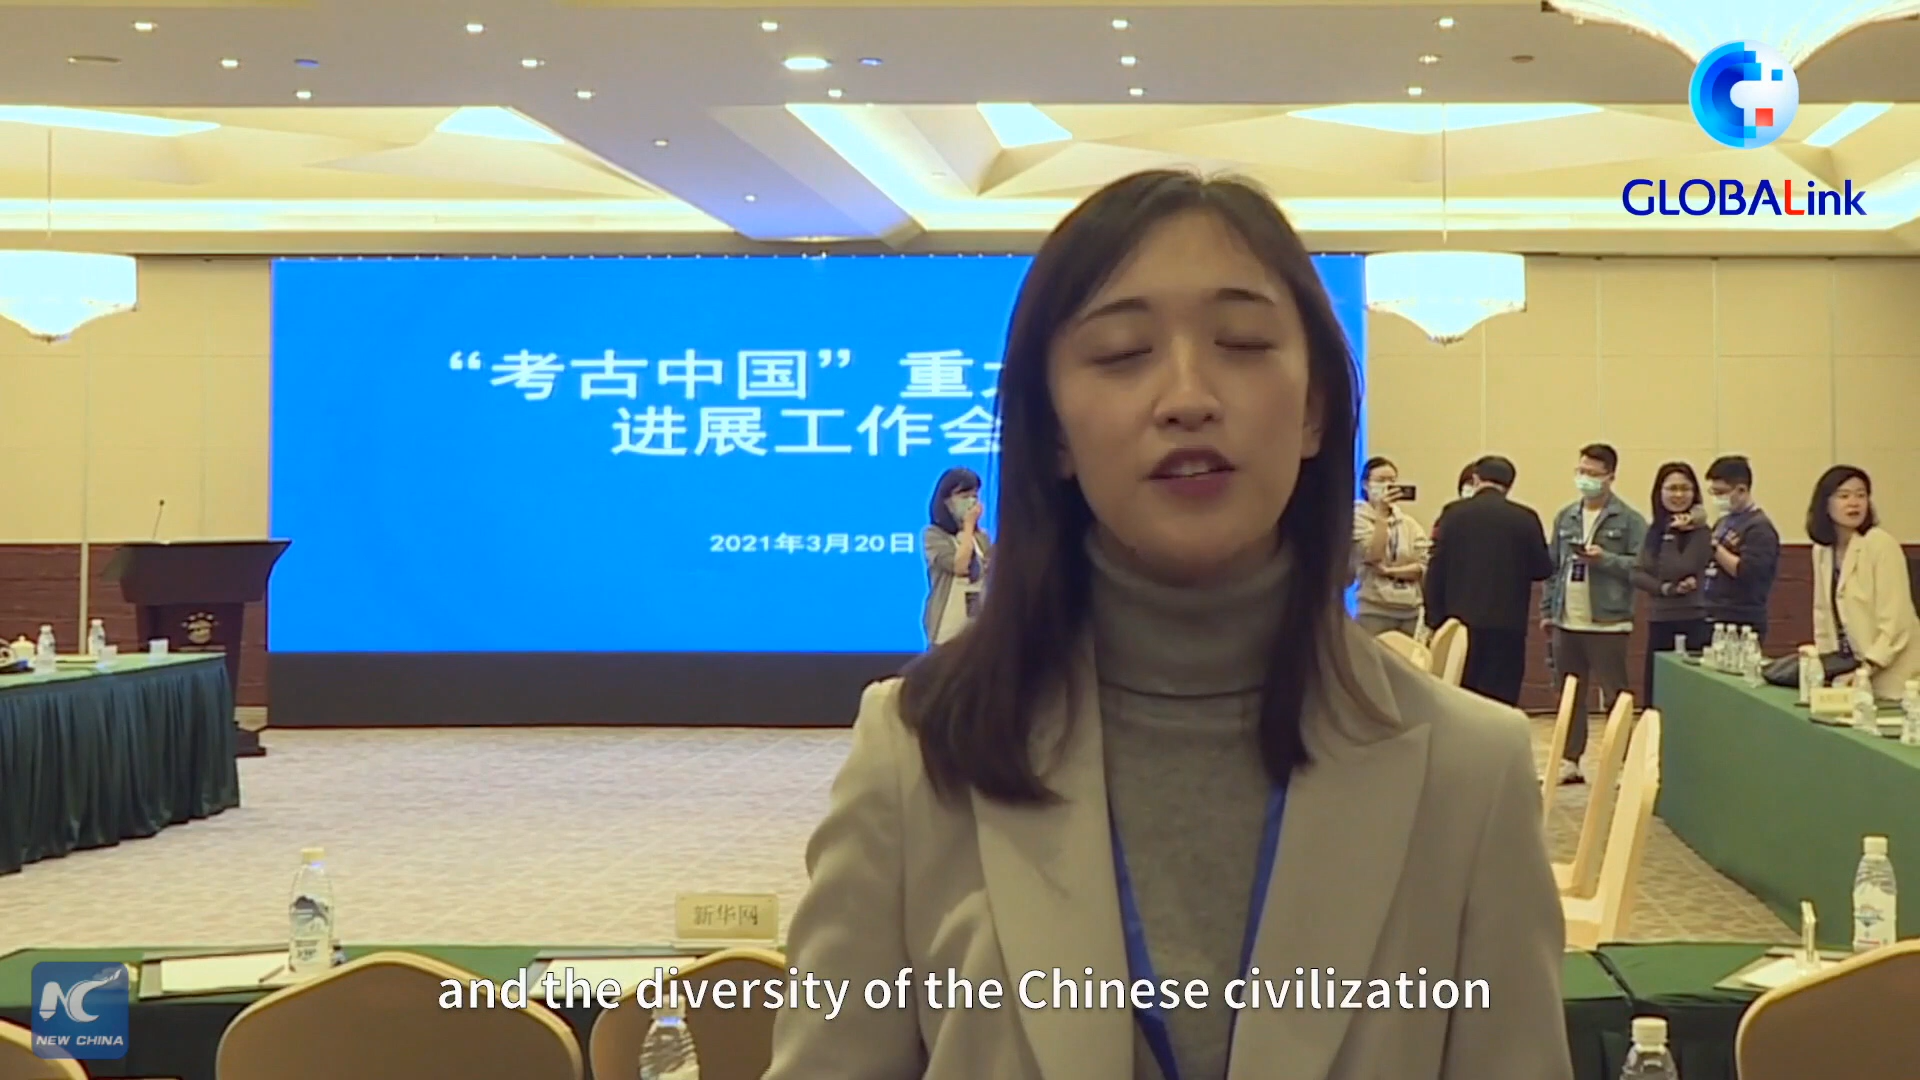 GLOBALink
“考古中国” 重
进展工作会
2021年3月20日
新华网
and the diversity of the Chinese civilization
NEW CHINA